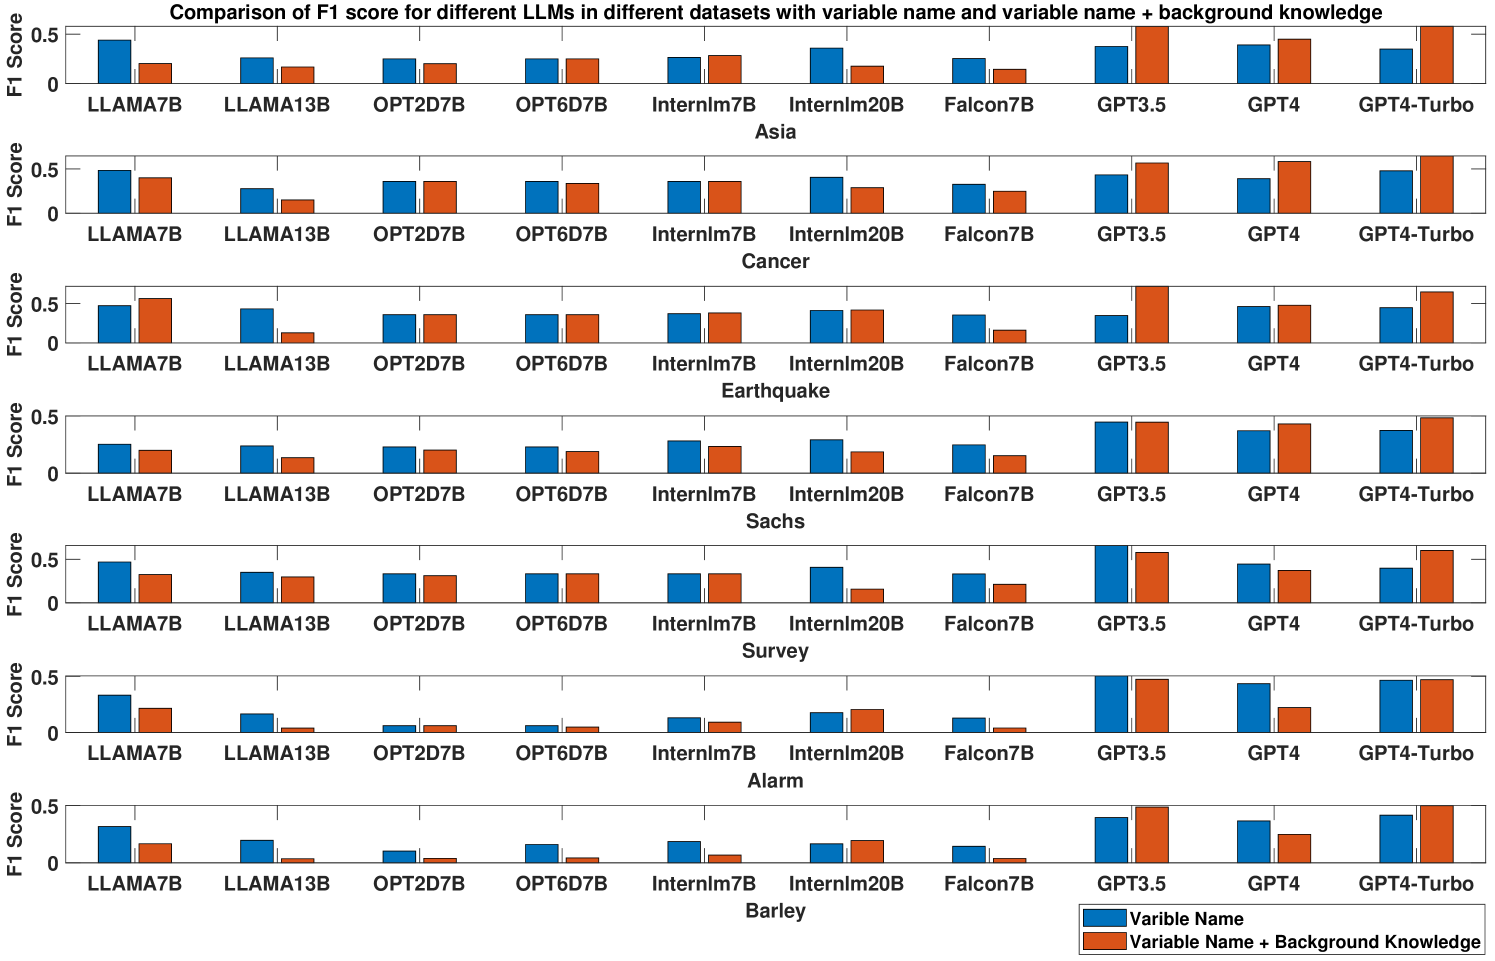 Comparison of F1 score for different LLMs in different datasets with variable name and variable name + background knowledge
F1 Score
0.5
0
LLAMA7B LLAMA13B OPT2D7B OPT6D7B Internlm7B Internlm20B Falcon7B GPT3.5 GPT4 GPT4-Turbo
Asia
F1 Score
0.5
0
LLAMA7B LLAMA13B OPT2D7B OPT6D7B Internlm7B Internlm20B Falcon7B GPT3.5 GPT4 GPT4-Turbo
Cancer
F1 Score
0.5
0
LLAMA7B LLAMA13B OPT2D7B OPT6D7B Internlm7B Internlm20B Falcon7B GPT3.5 GPT4 GPT4-Turbo
Earthquake
F1 Score
0.5
0
LLAMA7B LLAMA13B OPT2D7B OPT6D7B Internlm7B Internlm20B Falcon7B GPT3.5 GPT4 GPT4-Turbo
Sachs
F1 Score
0.5
0
LLAMA7B LLAMA13B OPT2D7B OPT6D7B Internlm7B Internlm20B Falcon7B GPT3.5 GPT4 GPT4-Turbo
Survey
F1 Score
0.5
0
LLAMA7B LLAMA13B OPT2D7B OPT6D7B Internlm7B Internlm20B Falcon7B GPT3.5 GPT4 GPT4-Turbo
Alarm
F1 Score
0.5
0
LLAMA7B LLAMA13B OPT2D7B OPT6D7B Internlm7B Internlm20B Falcon7B GPT3.5 GPT4 GPT4-Turbo
Barley
Varible Name
Variable Name + Background Knowledge